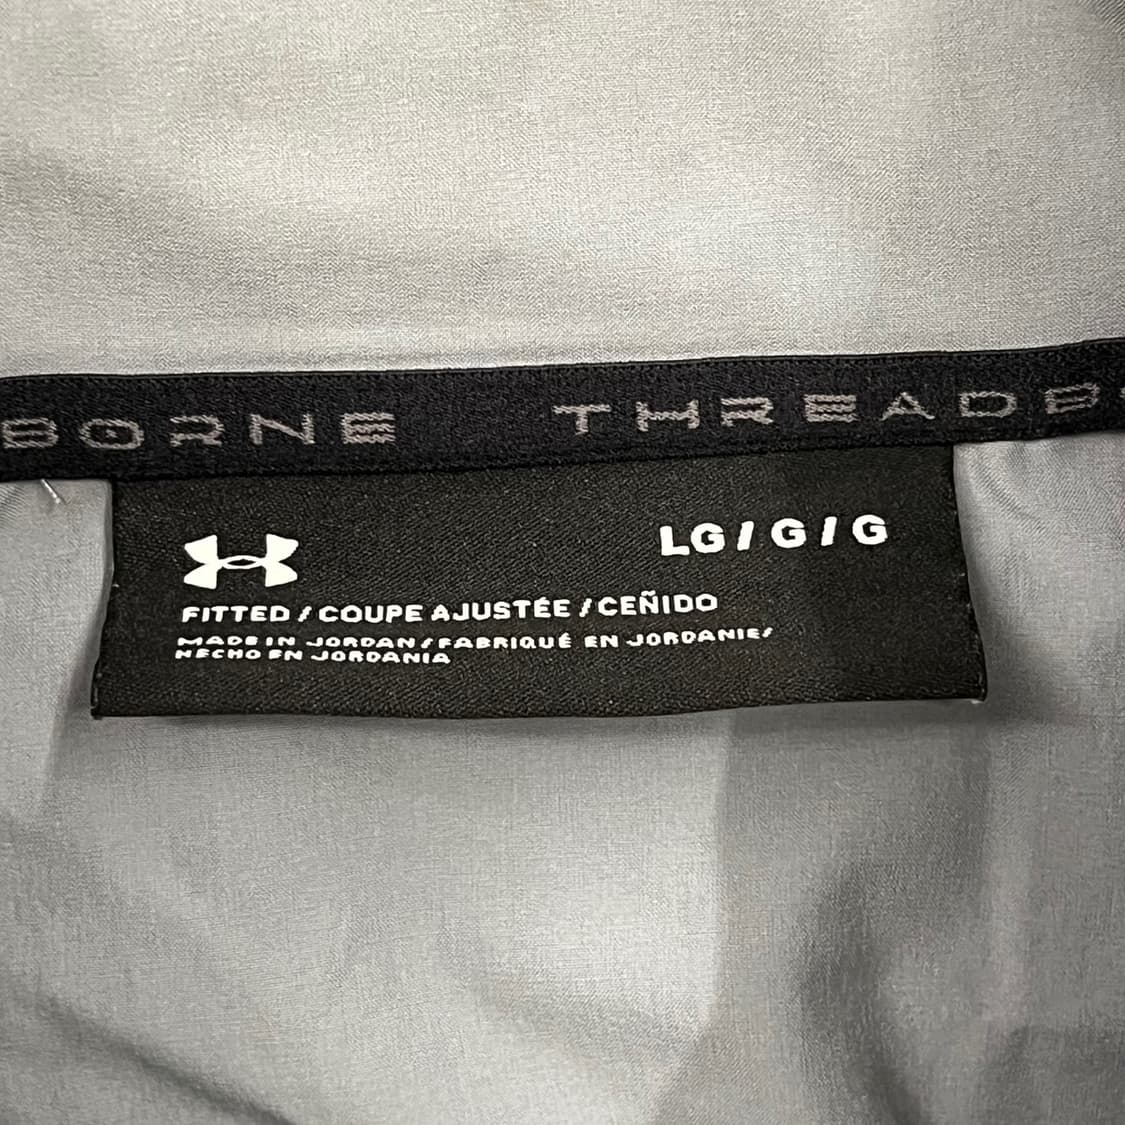 BORNE THREADB
LG / G / G
FITTED / COUPE AJUSTÉE / CEÑIDO
MADE IN JORDAN / FABRIQUÉ EN JORDANIE /
HECHO EN JORDANIA